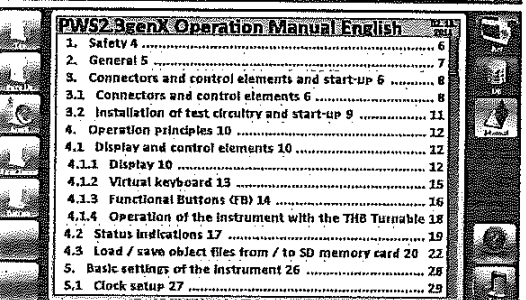 PWS2.3genX Operation Manual English
1. Safety 4 ........................................ 6
2. General 5 ........................................ 7
3. Connectors and control elements and start-up 6 ........ 8
3.1 Connectors and control elements 6 ........................ 8
3.2 Installation of test circuitry and start-up 9 ............ 11
4. Operation principles 10 ........................................ 12
4.1 Display and control elements 10 ........................ 12
4.1.1 Display 10 ........................................ 12
4.1.2 Virtual keyboard 13 ................................ 15
4.1.3 Functional Buttons (FB) 14 ........................ 16
4.1.4 Operation of the instrument with the THB Turnable 18
4.2 Status indications 17 ................................ 19
4.3 Load / save object files from / to SD memory card 20 22
5. Basic settings of the instrument 26 ................ 28
5.1 Clock setup 27 ........................................ 29